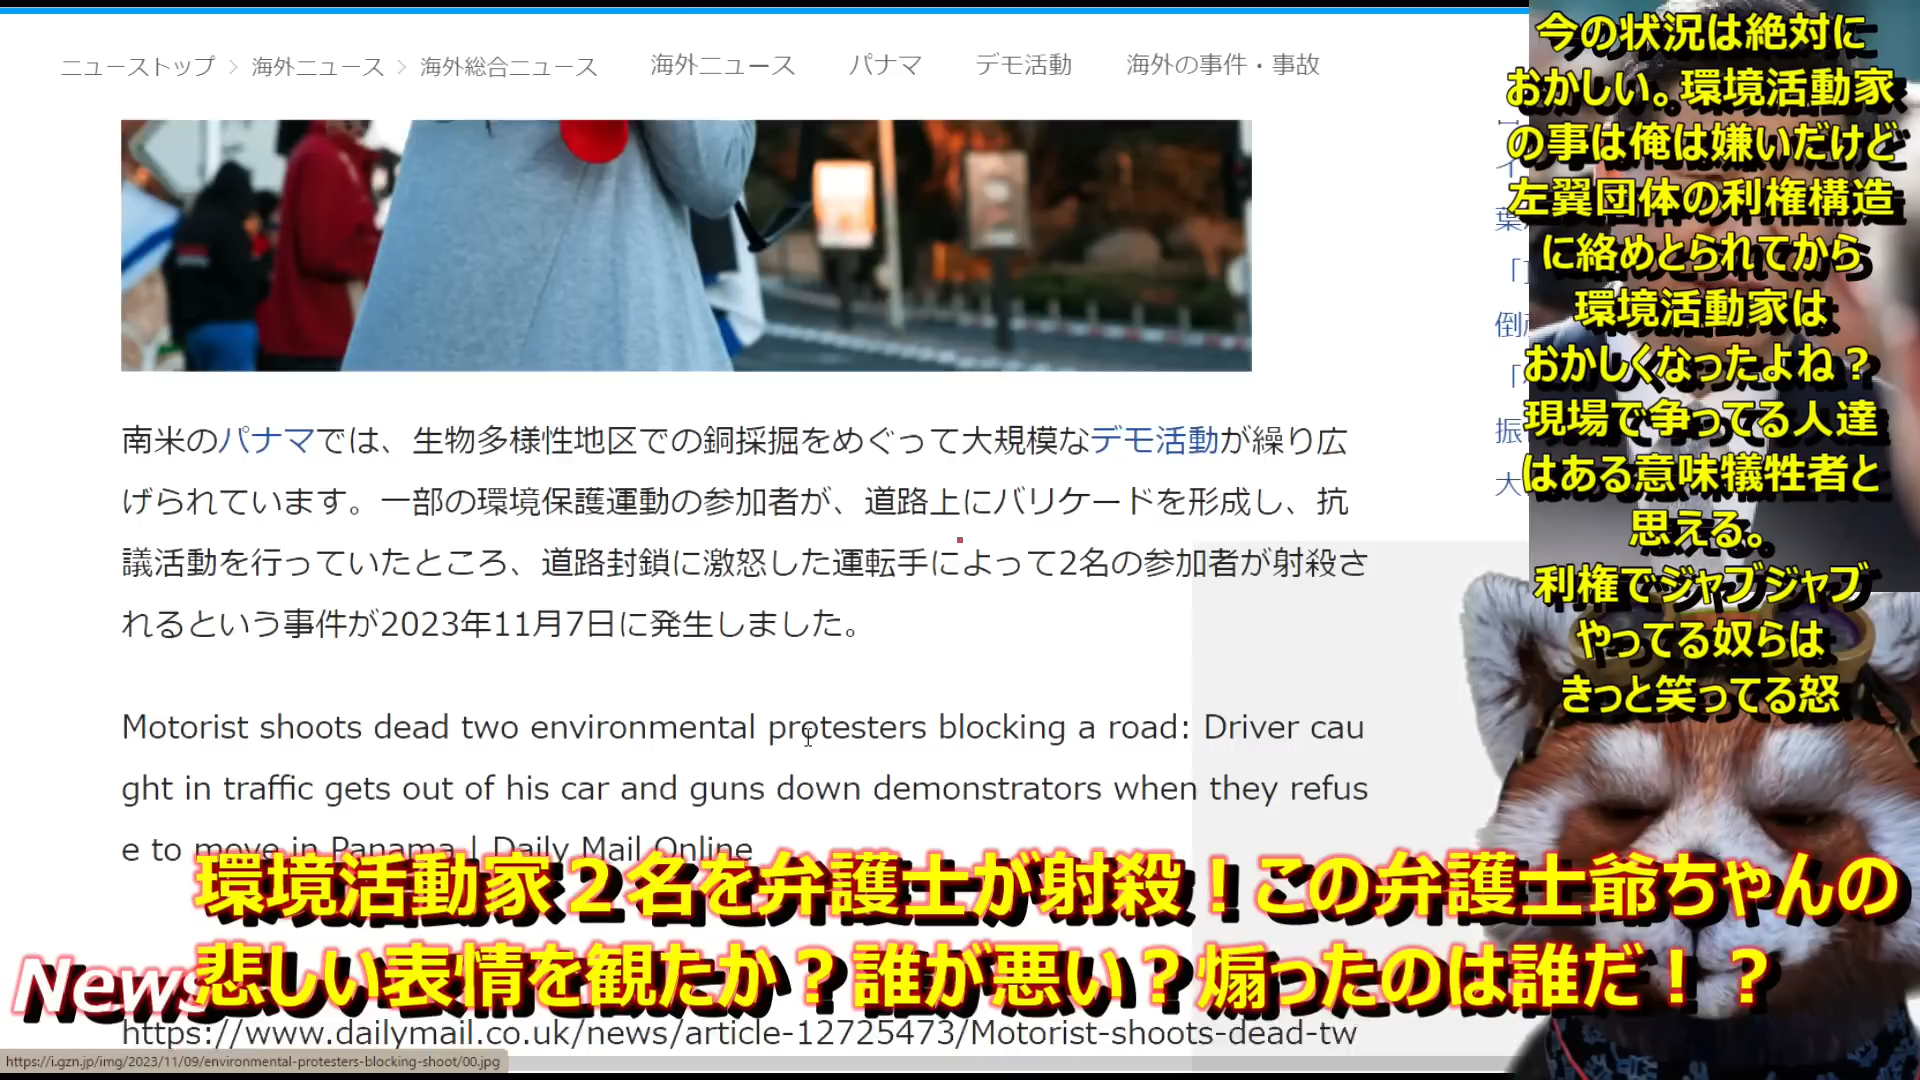 ニューストップ > 海外ニュース > 海外総合ニュース 海外ニュース パナマ デモ活動 海外の事件・事故
南米のパナマでは、生物多様性地区での銅採掘をめぐって大規模なデモ活動が繰り広
げられています。一部の環境保護運動の参加者が、道路上にバリケードを形成し、抗
議活動を行っていたところ、道路封鎖に激怒した運転手によって2名の参加者が射殺さ
れるという事件が2023年11月7日に発生しました。
Motorist shoots dead two environmental protesters blocking a road: Driver cau
ght in traffic gets out of his car and guns down demonstrators when they refus
e to move in Panama | Daily Mail Online
https://www.dailymail.co.uk/news/article-12725473/Motorist-shoots-dead-tw
https://i.gzn.jp/img/2023/11/09/environmental-protesters-blocking-shoot/00.jpg
葉
「
倒
「
振
大
今の状況は絶対に
おかしい。環境活動家
の事は俺は嫌いだけど
左翼団体の利権構造
に絡めとられてから
環境活動家は
おかしくなったよね？
現場で争ってる人達
はある意味犠牲者と
思える。
利権でジャブジャブ
やってる奴らは
きっと笑ってる怒
News
環境活動家２名を弁護士が射殺！この弁護士爺ちゃんの
悲しい表情を観たか？誰が悪い？煽ったのは誰だ！？